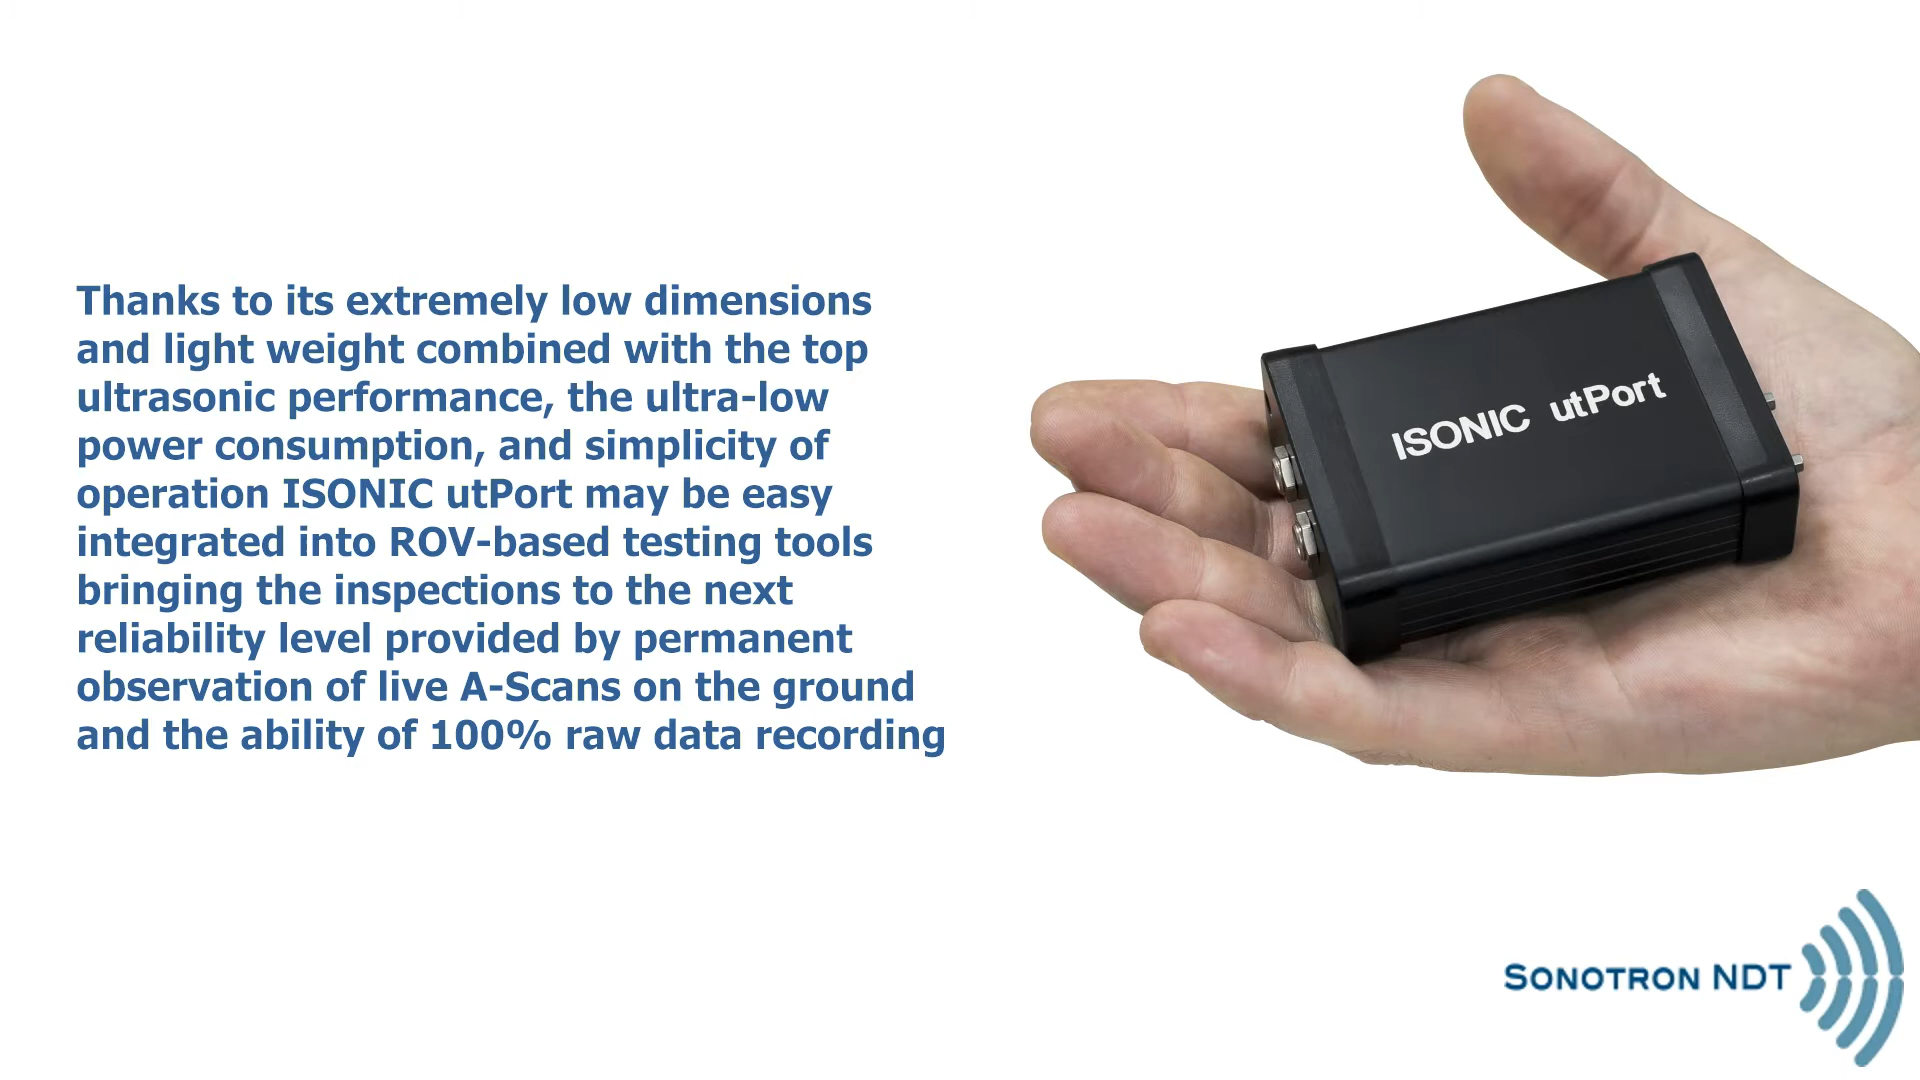 Thanks to its extremely low dimensions
and light weight combined with the top
ultrasonic performance, the ultra-low
power consumption, and simplicity of
operation ISONIC utPort may be easy
integrated into ROV-based testing tools
bringing the inspections to the next
reliability level provided by permanent
observation of live A-Scans on the ground
and the ability of 100% raw data recording
ISONIC utPort
SONOTRON NDT